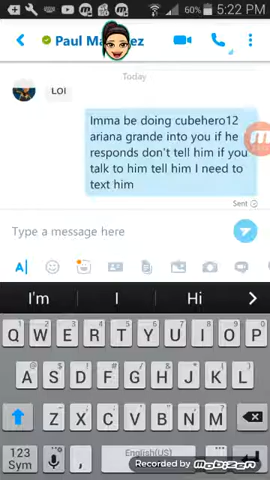 60% 5:22 PM
Paul Ma ez
Today
LOl
Imma be doing cubehero12
ariana grande into you if he
responds don't tell him if you
talk to him tell him I need to
text him
Sent
Type a message here
A
I'm I Hi
Q W E R T Y U I O P
A S D F G H J K L
Z X C V B N M
123
Sym , English(US) .
Recorded by mobizen